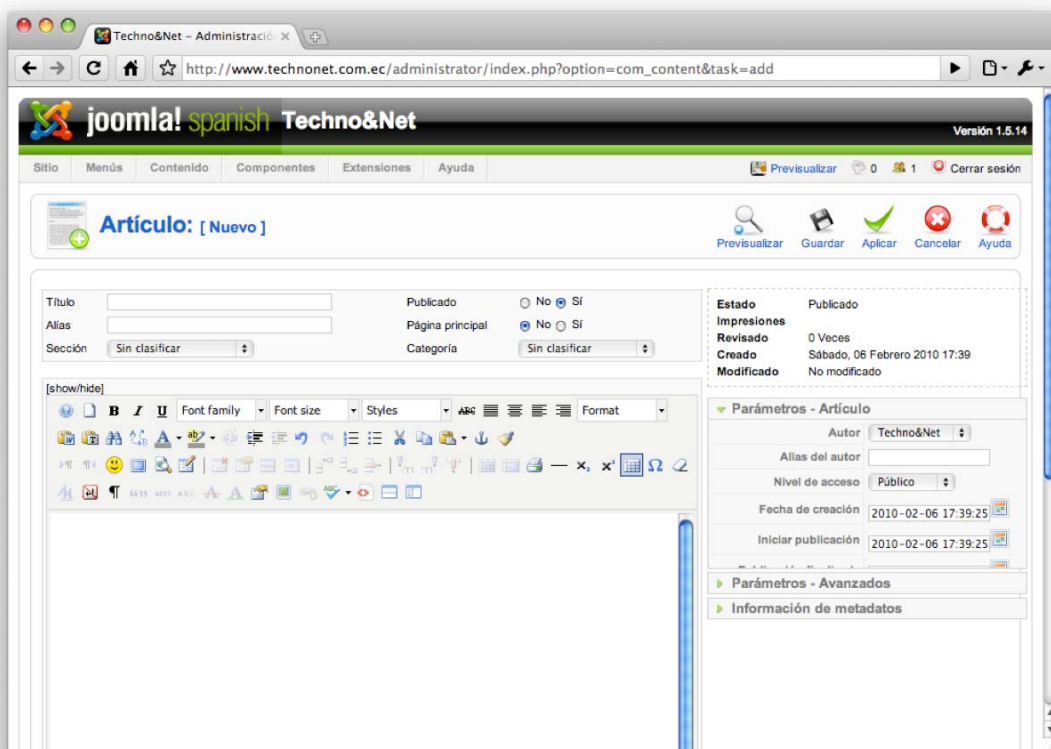 Techno&Net – Administració
http://www.technonet.com.ec/administrator/index.php?option=com_content&task=add
joomla! spanish Techno&Net
Versión 1.5.14
Sitio Menús Contenido Componentes Extensiones Ayuda Previsualizar 0 1 Cerrar sesión
Artículo: [ Nuevo ]
Previsualizar Guardar Aplicar Cancelar Ayuda
Título Publicado No Sí
Alias Página principal No Sí
Sección Sin clasificar Categoría Sin clasificar
Estado Publicado
Impresiones
Revisado 0 Veces
Creado Sábado, 06 Febrero 2010 17:39
Modificado No modificado
[show/hide]
B I U Font family Font size Styles ABC Format
Parámetros - Artículo
Autor Techno&Net
Alias del autor
Nivel de acceso Público
Fecha de creación 2010-02-06 17:39:25
Iniciar publicación 2010-02-06 17:39:25
Parámetros - Avanzados
Información de metadatos